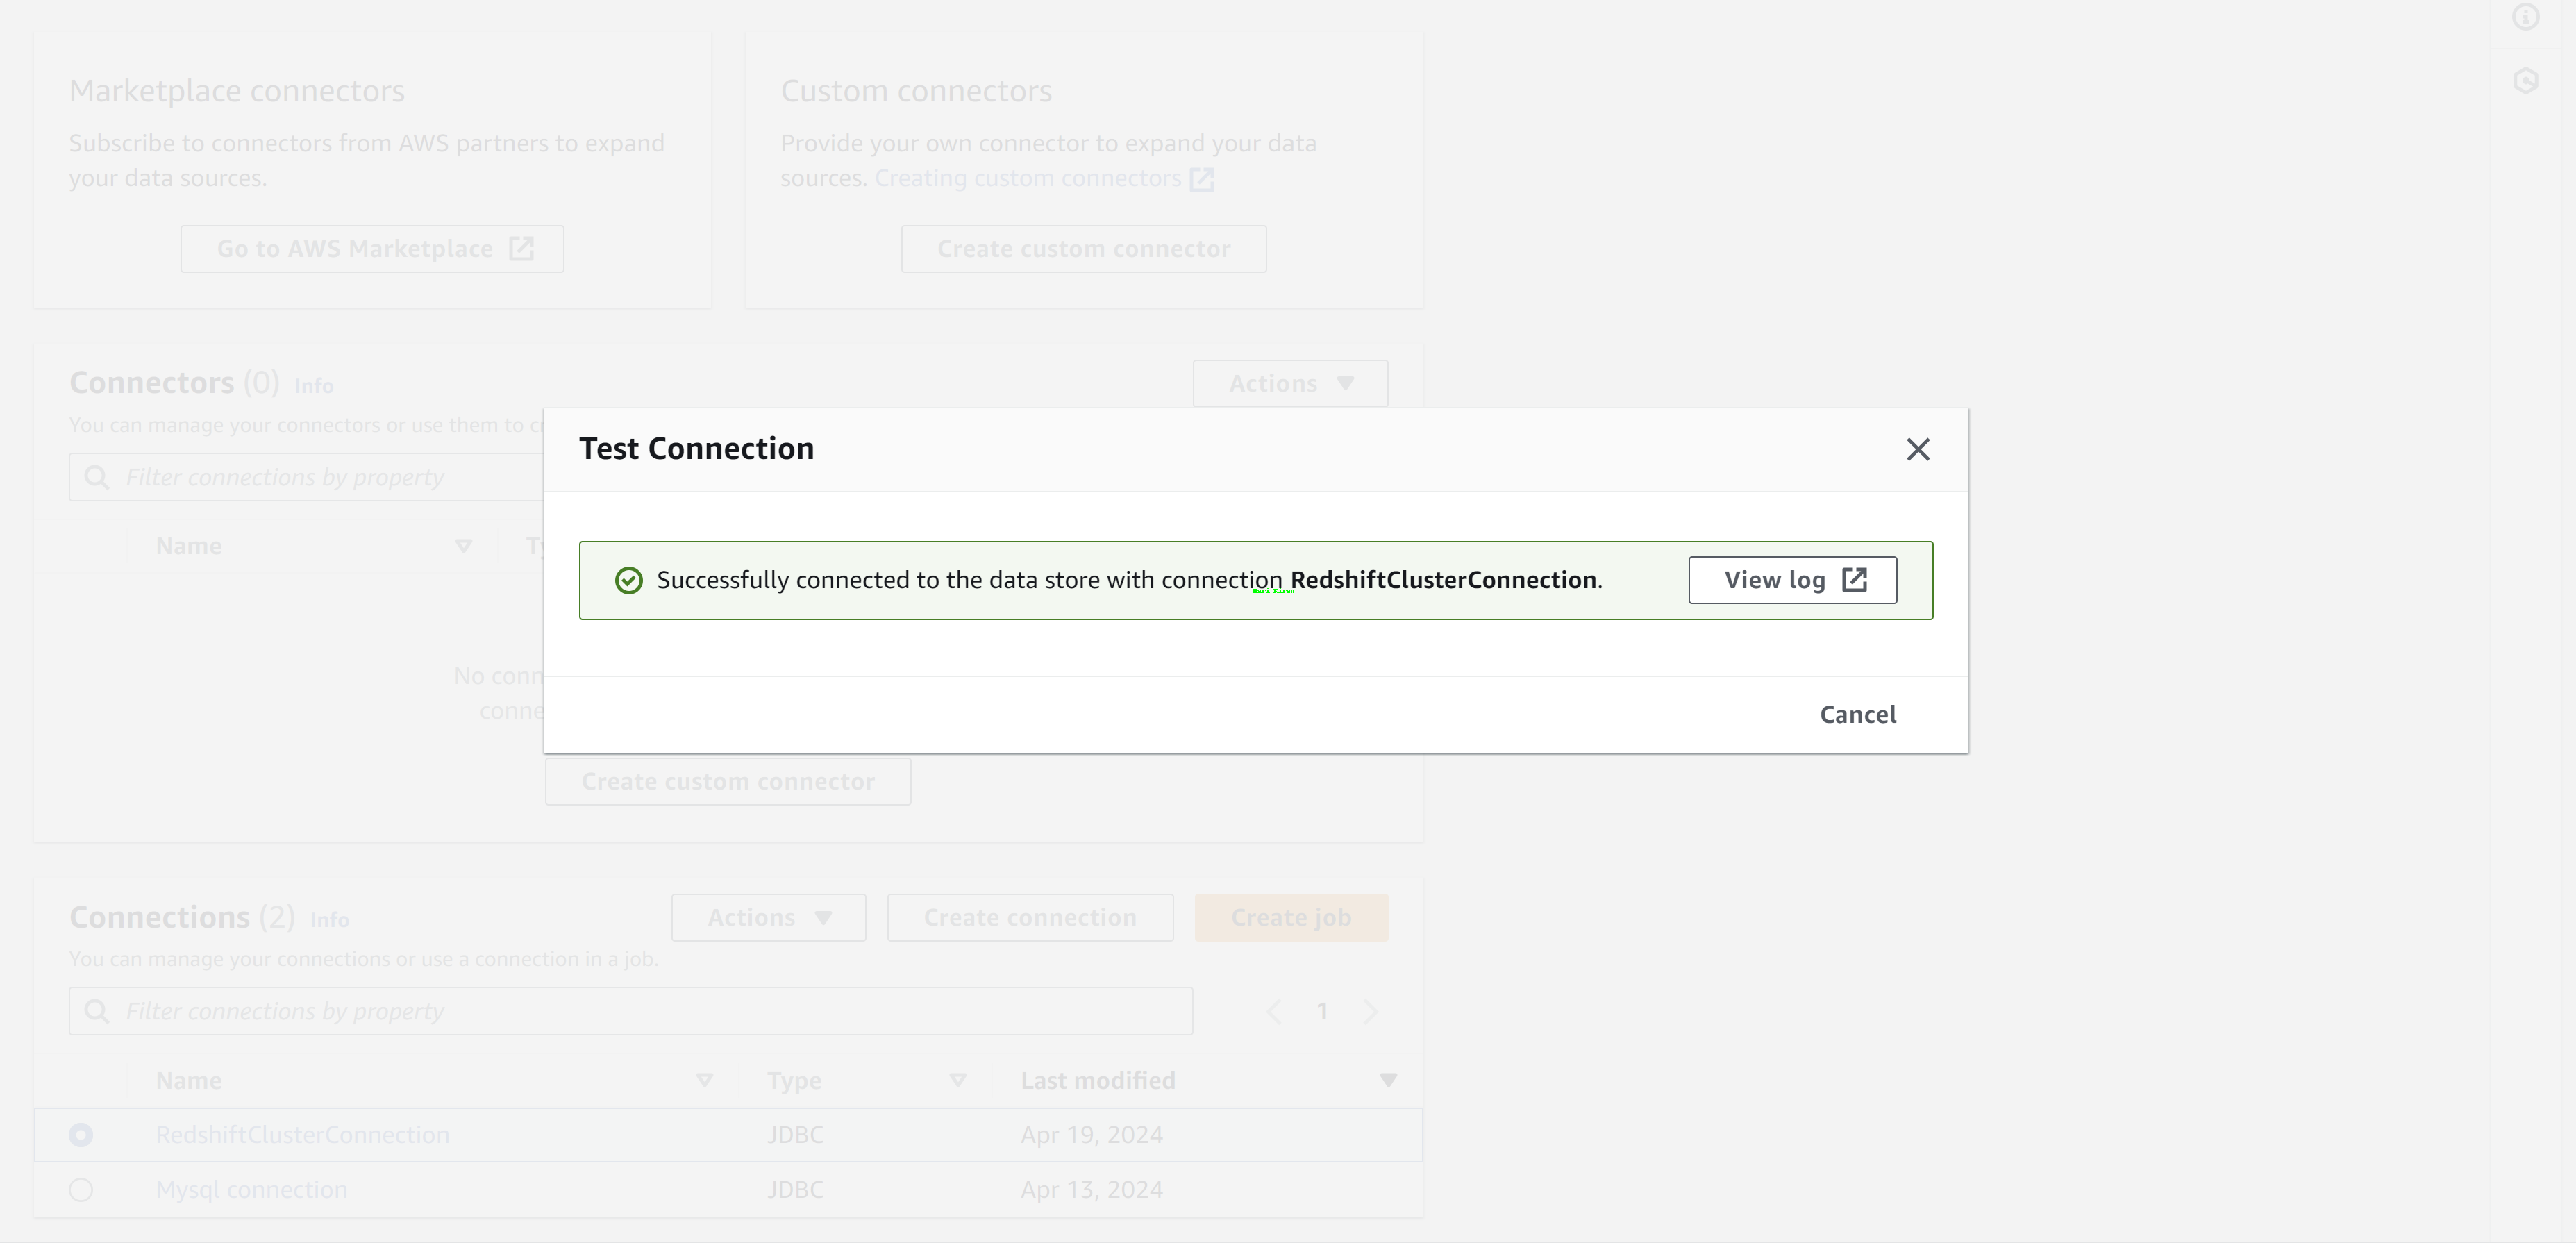 Marketplace connectors
Subscribe to connectors from AWS partners to expand
your data sources.
Go to AWS Marketplace
Custom connectors
Provide your own connector to expand your data
sources. Creating custom connectors
Create custom connector
Connectors (0) Info
Actions
You can manage your connectors or use them to c
Filter connections by property
Name
Ty
No conn
conne
Create custom connector
Test Connection
Successfully connected to the data store with connection RedshiftClusterConnection.
Hari Kiran
View log
Cancel
Connections (2) Info
Actions
Create connection
Create job
You can manage your connections or use a connection in a job.
Filter connections by property
1
Name Type Last modified
RedshiftClusterConnection JDBC Apr 19, 2024
Mysql connection JDBC Apr 13, 2024